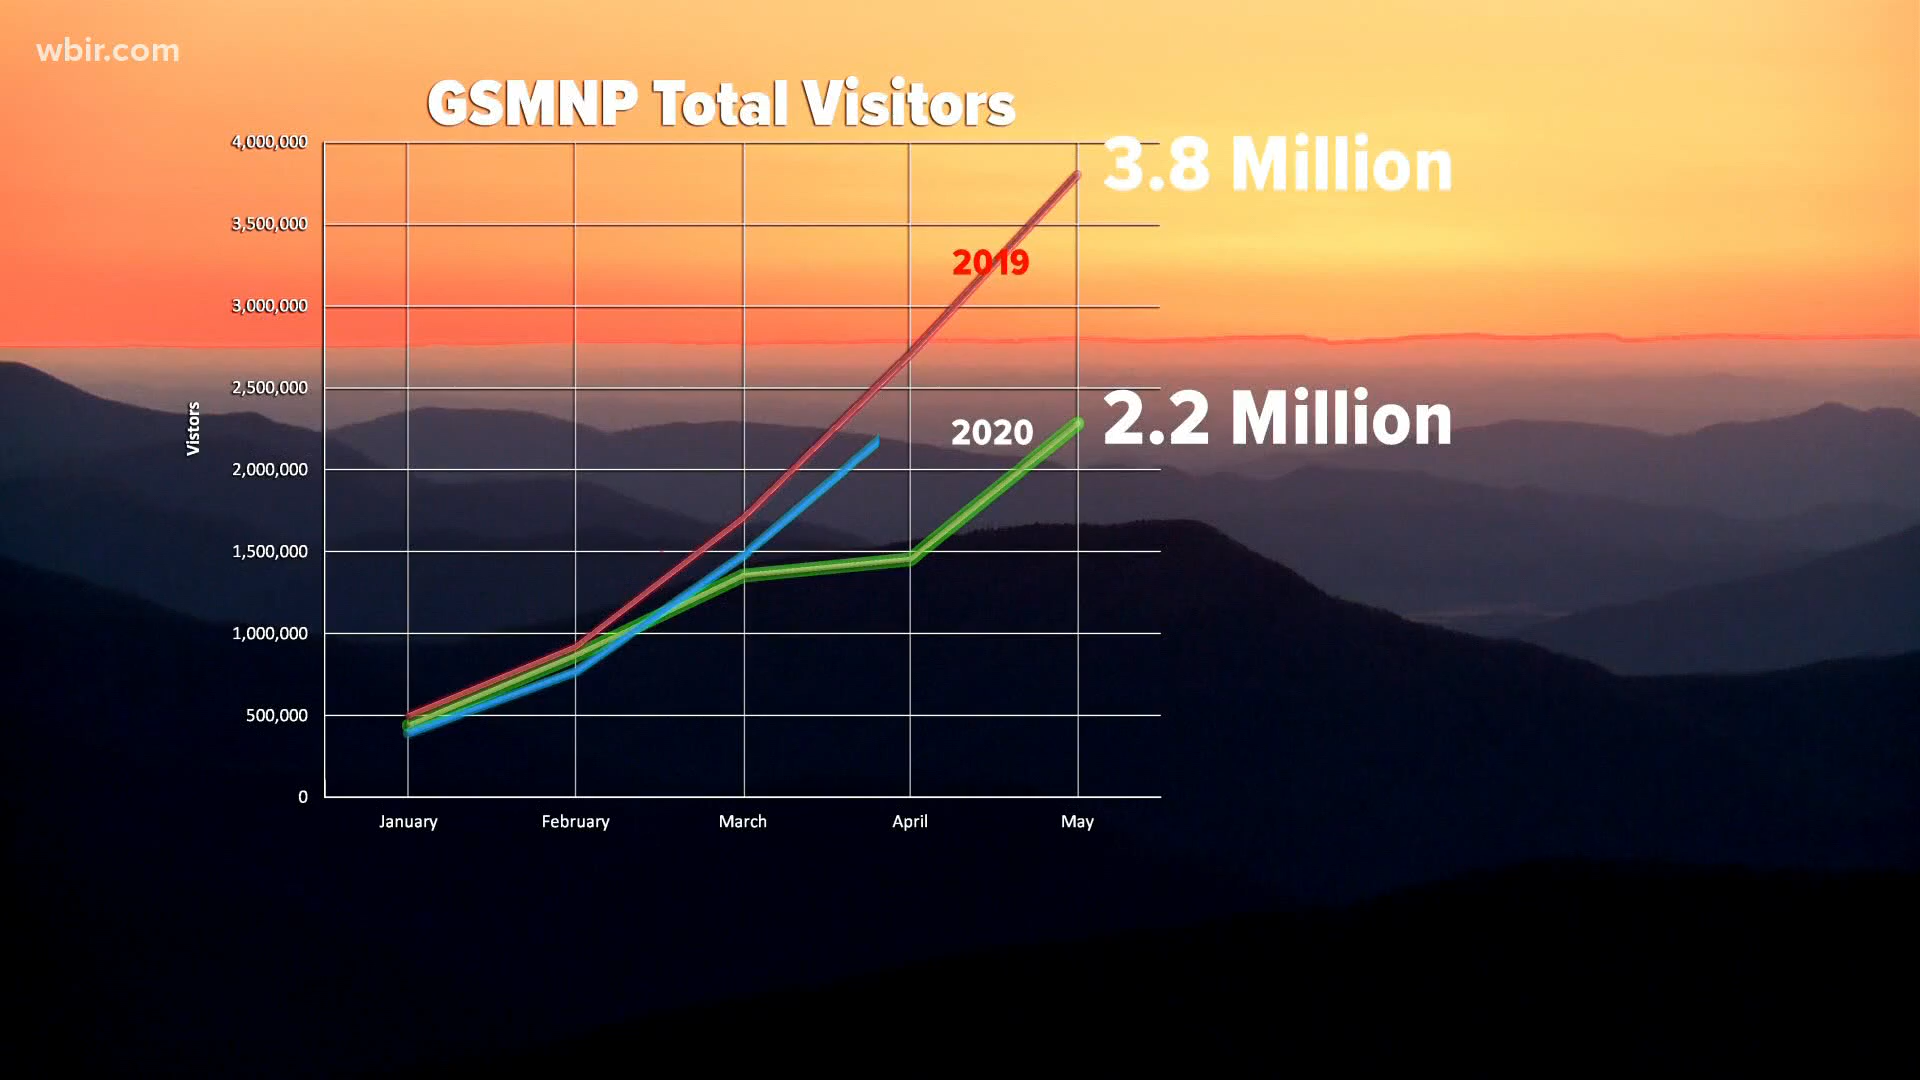 wbir.com
GSMNP Total Visitors
4,000,000
3.8 Million
3,500,000
2019
3,000,000
2,500,000
2020
2.2 Million
Vistors
2,000,000
1,500,000
1,000,000
500,000
0
January February March April May